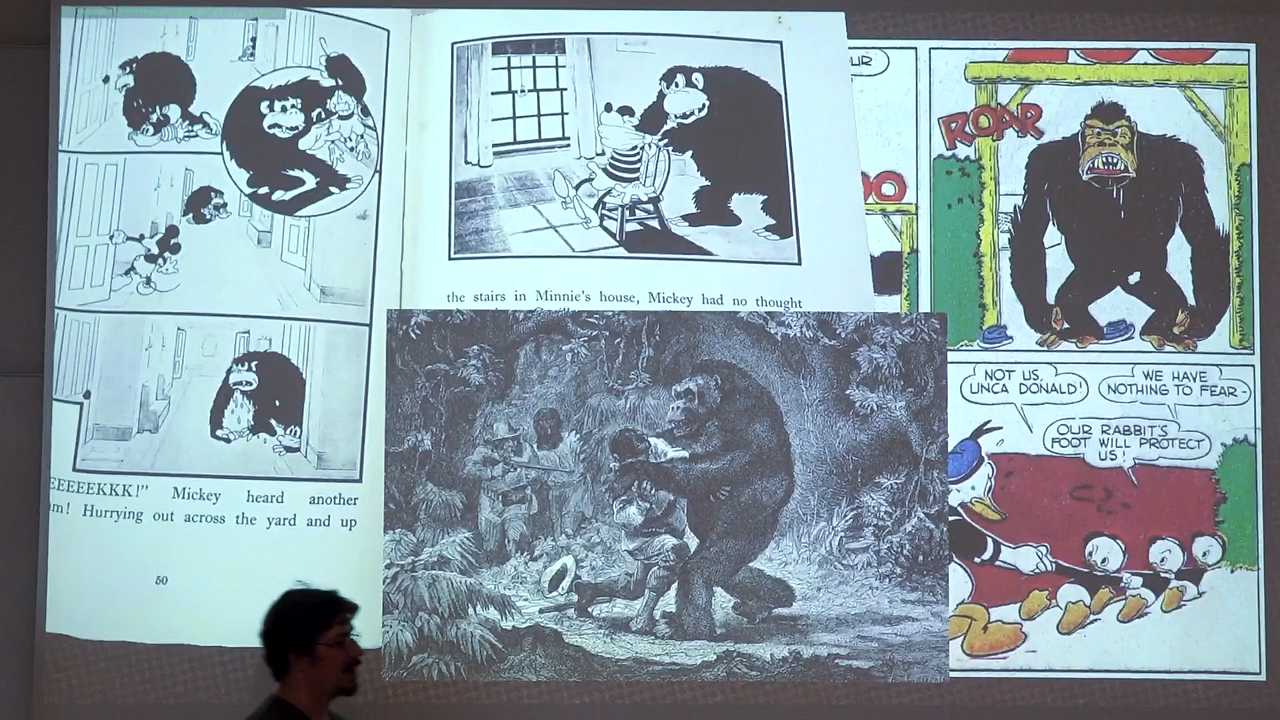 EEEEEKKK!” Mickey heard another
Hurrying out across the yard and up
50
the stairs in Minnie's house, Mickey had no thought
UR
OO
ROAR
NOT US,
UNCA DONALD!
WE HAVE
NOTHING TO FEAR-
OUR RABBIT'S
FOOT WILL PROTECT
US!